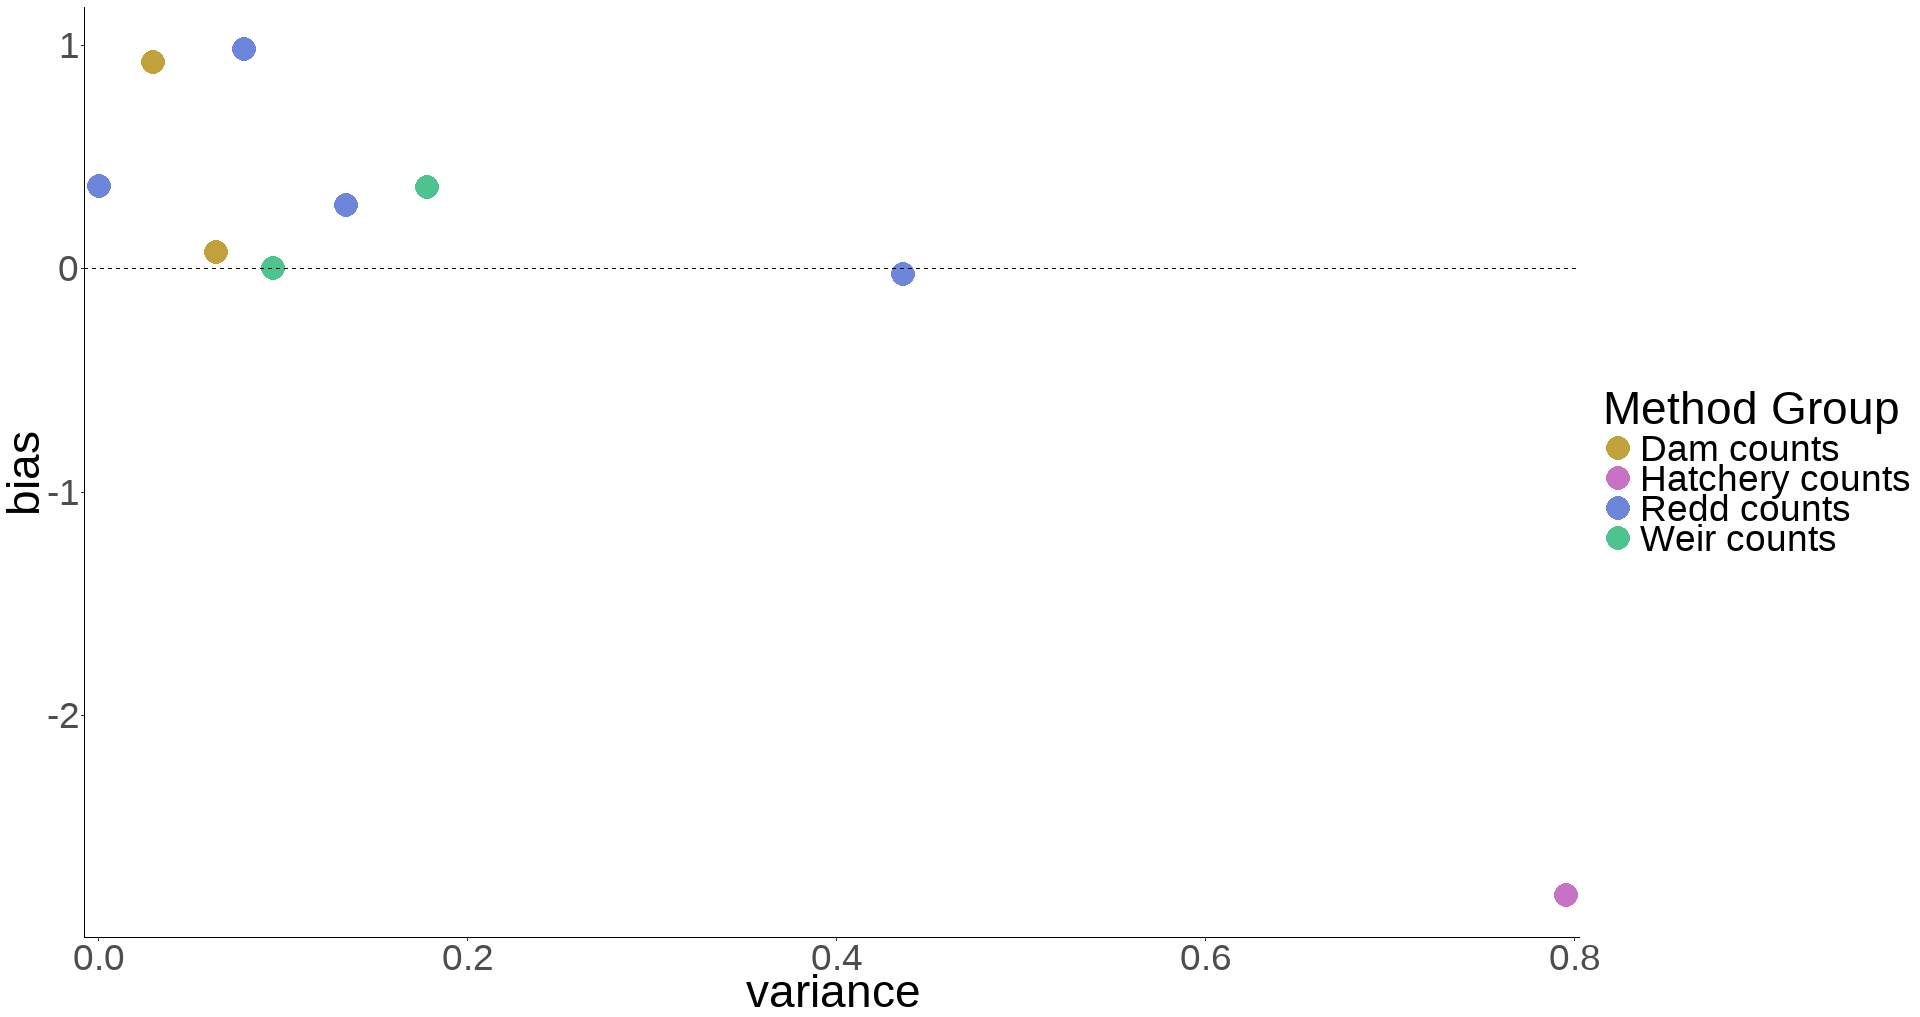 1
0
-1
-2
bias
0.0
0.2
0.4
0.6
0.8
variance
Method Group
Dam counts
Hatchery counts
Redd counts
Weir counts